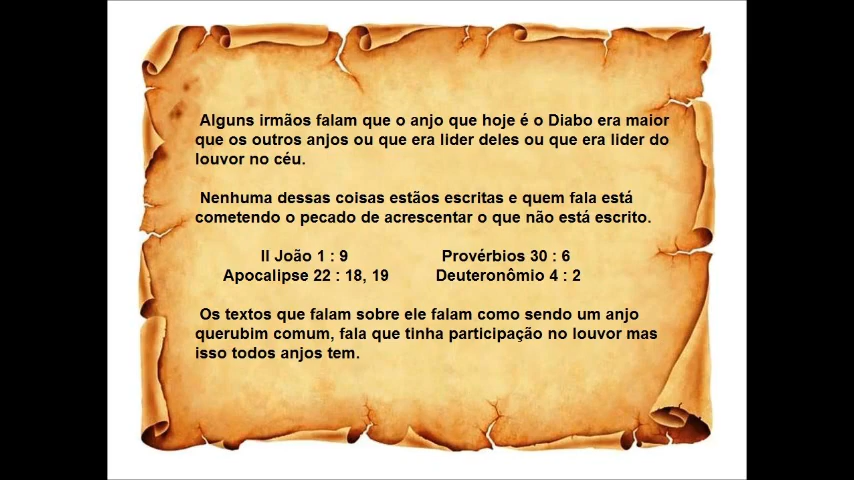 Alguns irmãos falam que o anjo que hoje é o Diabo era maior
que os outros anjos ou que era lider deles ou que era lider do
louvor no céu.
Nenhuma dessas coisas estãos escritas e quem fala está
cometendo o pecado de acrescentar o que não está escrito.
II João 1 : 9 Provérbios 30 : 6
Apocalipse 22 : 18, 19 Deuteronômio 4 : 2
Os textos que falam sobre ele falam como sendo um anjo
querubim comum, fala que tinha participação no louvor mas
isso todos anjos tem.